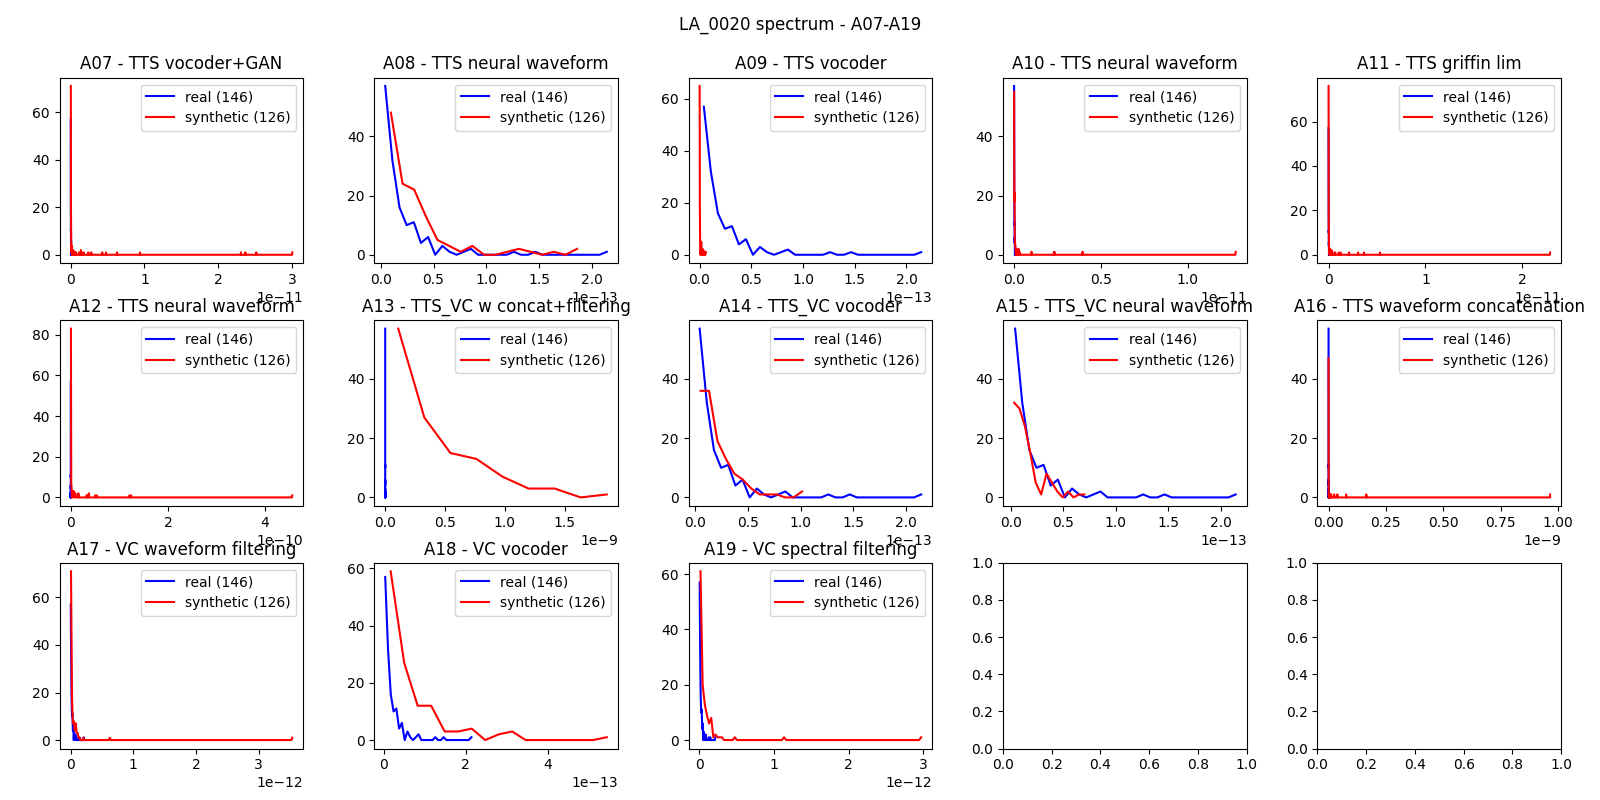 LA_0020 spectrum - A07-A19
A07 - TTS vocoder+GAN
real (146)
synthetic (126)
60
40
20
0
0
1
2
3
1e−11
A08 - TTS neural waveform
real (146)
synthetic (126)
40
20
0
0.0
0.5
1.0
1.5
2.0
1e−13
A09 - TTS vocoder
real (146)
synthetic (126)
60
40
20
0
0.0
0.5
1.0
1.5
2.0
1e−13
A10 - TTS neural waveform
real (146)
synthetic (126)
40
20
0
0.0
0.5
1.0
1e−11
A11 - TTS griffin lim
real (146)
synthetic (126)
60
40
20
0
0
1
2
1e−11
A12 - TTS neural waveform
real (146)
synthetic (126)
80
60
40
20
0
0
2
4
1e−10
A13 - TTS_VC w concat+filtering
real (146)
synthetic (126)
40
20
0
0.0
0.5
1.0
1.5
1e−9
A14 - TTS_VC vocoder
real (146)
synthetic (126)
40
20
0
0.0
0.5
1.0
1.5
2.0
1e−13
A15 - TTS_VC neural waveform
real (146)
synthetic (126)
40
20
0
0.0
0.5
1.0
1.5
2.0
1e−13
A16 - TTS waveform concatenation
real (146)
synthetic (126)
40
20
0
0.00
0.25
0.50
0.75
1.00
1e−9
A17 - VC waveform filtering
real (146)
synthetic (126)
60
40
20
0
0
1
2
3
1e−12
A18 - VC vocoder
real (146)
synthetic (126)
60
40
20
0
0
2
4
1e−13
A19 - VC spectral filtering
real (146)
synthetic (126)
60
40
20
0
0
1
2
3
1e−12
1.0
0.8
0.6
0.4
0.2
0.0
0.0
0.2
0.4
0.6
0.8
1.0
1.0
0.8
0.6
0.4
0.2
0.0
0.0
0.2
0.4
0.6
0.8
1.0